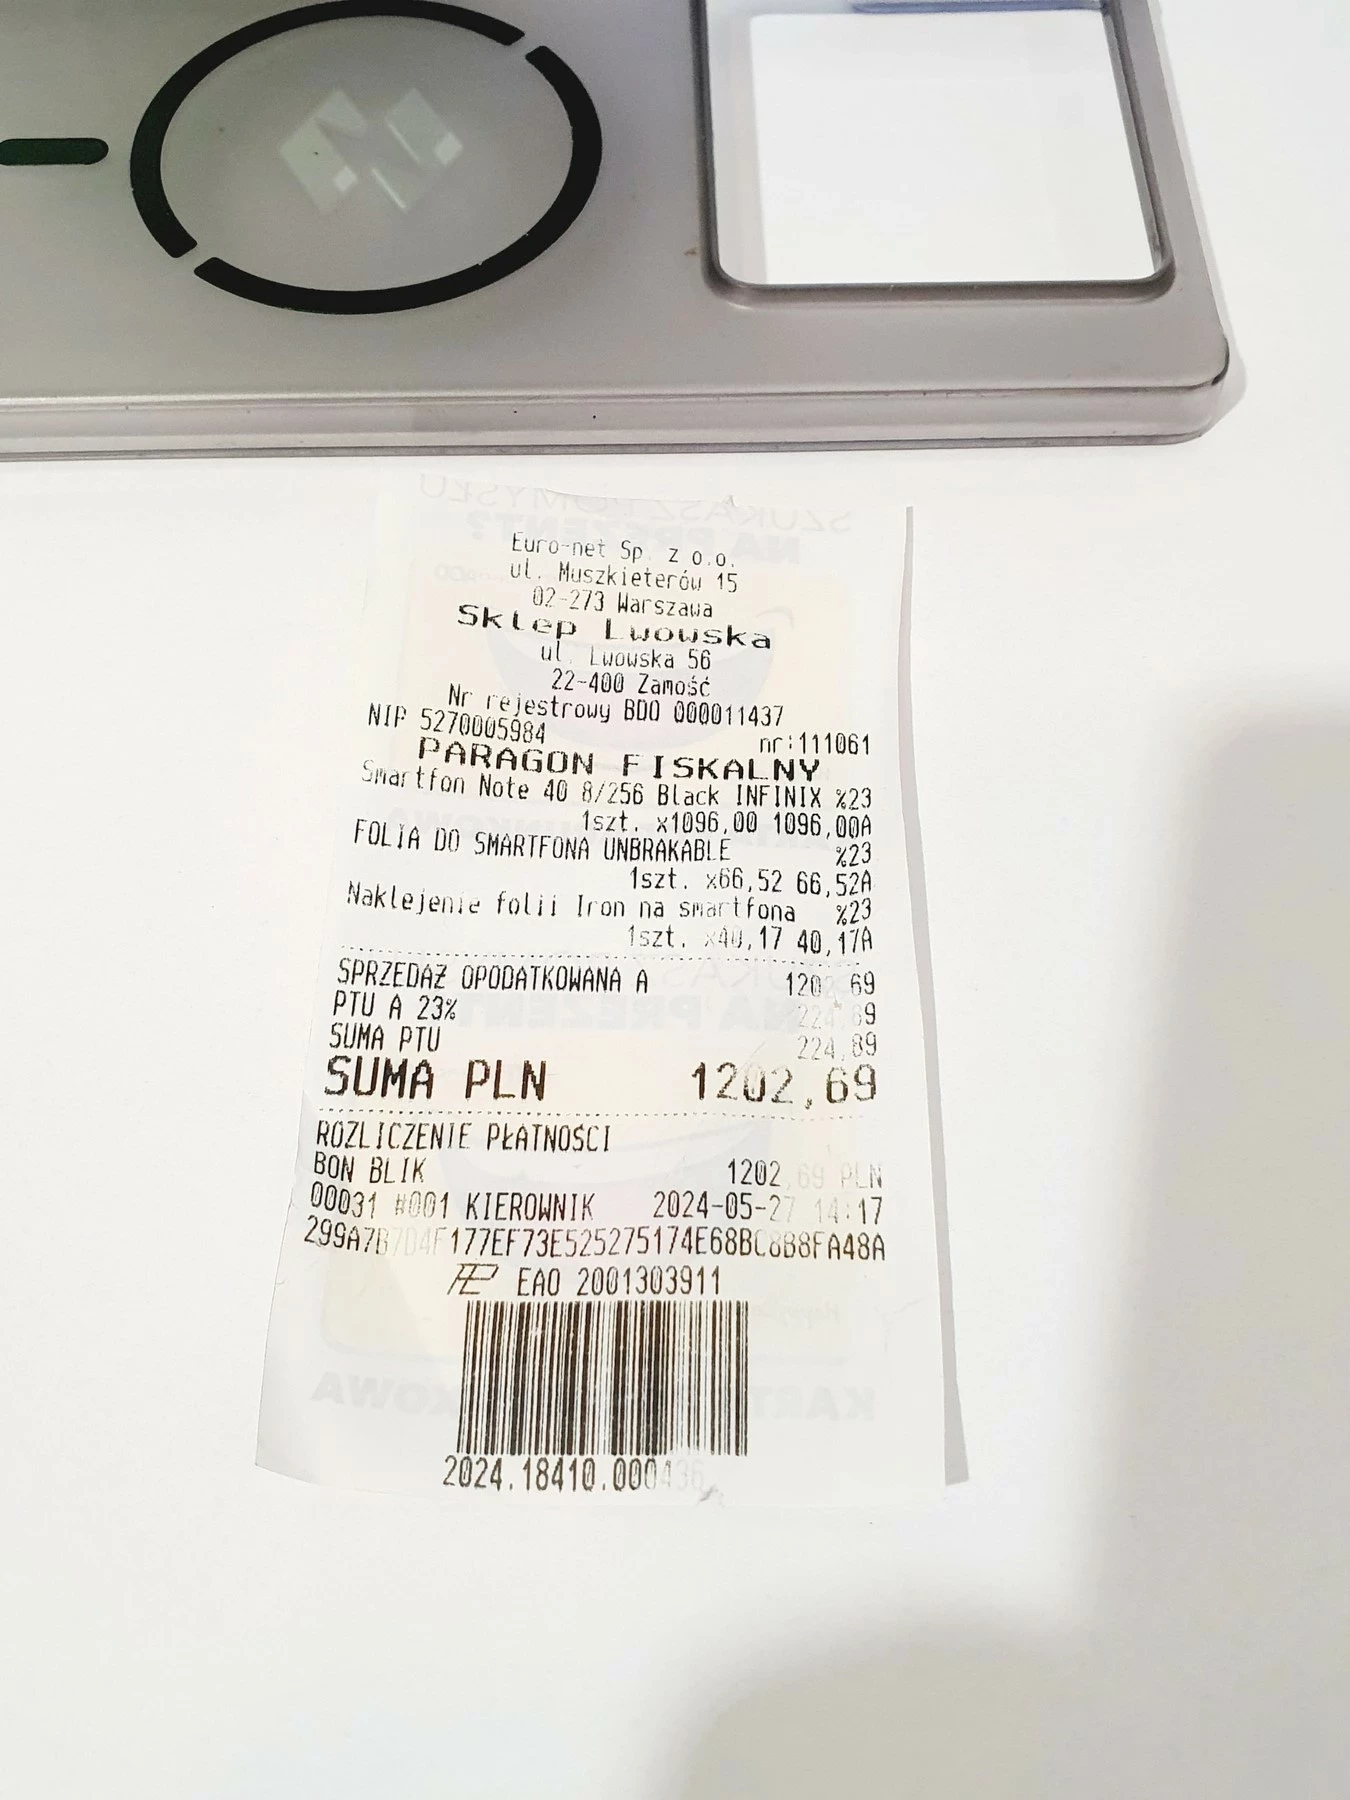 Euro-net Sp. z o.o.
ul. Muszkieterów 15
02-273 Warszawa
Sklep Lwowska
ul. Lwowska 56
22-400 Zamość
Nr rejestrowy BDO 000011437
NIP 5270005984 nr:111061
PARAGON FISKALNY
Smartfon Note 40 8/256 Black INFINIX %23
1szt. x1096,00 1096,00A
FOLIA DO SMARTFONA UNBRAKABLE %23
1szt. x66,52 66,52A
Naklejenie folii Iron na smartfona %23
1szt. x40,17 40,17A
SPRZEDAŻ OPODATKOWANA A 1202,69
PTU A 23% 224,89
SUMA PTU 224,89
SUMA PLN 1202,69
ROZLICZENIE PŁATNOŚCI
BON BLIK 1202,69 PLN
00031 #001 KIEROWNIK 2024-05-27 14:17
299A7B7D4F177EF73E525275174E68BC8B8FA48A
EAO 2001303911
2024.18410.000436